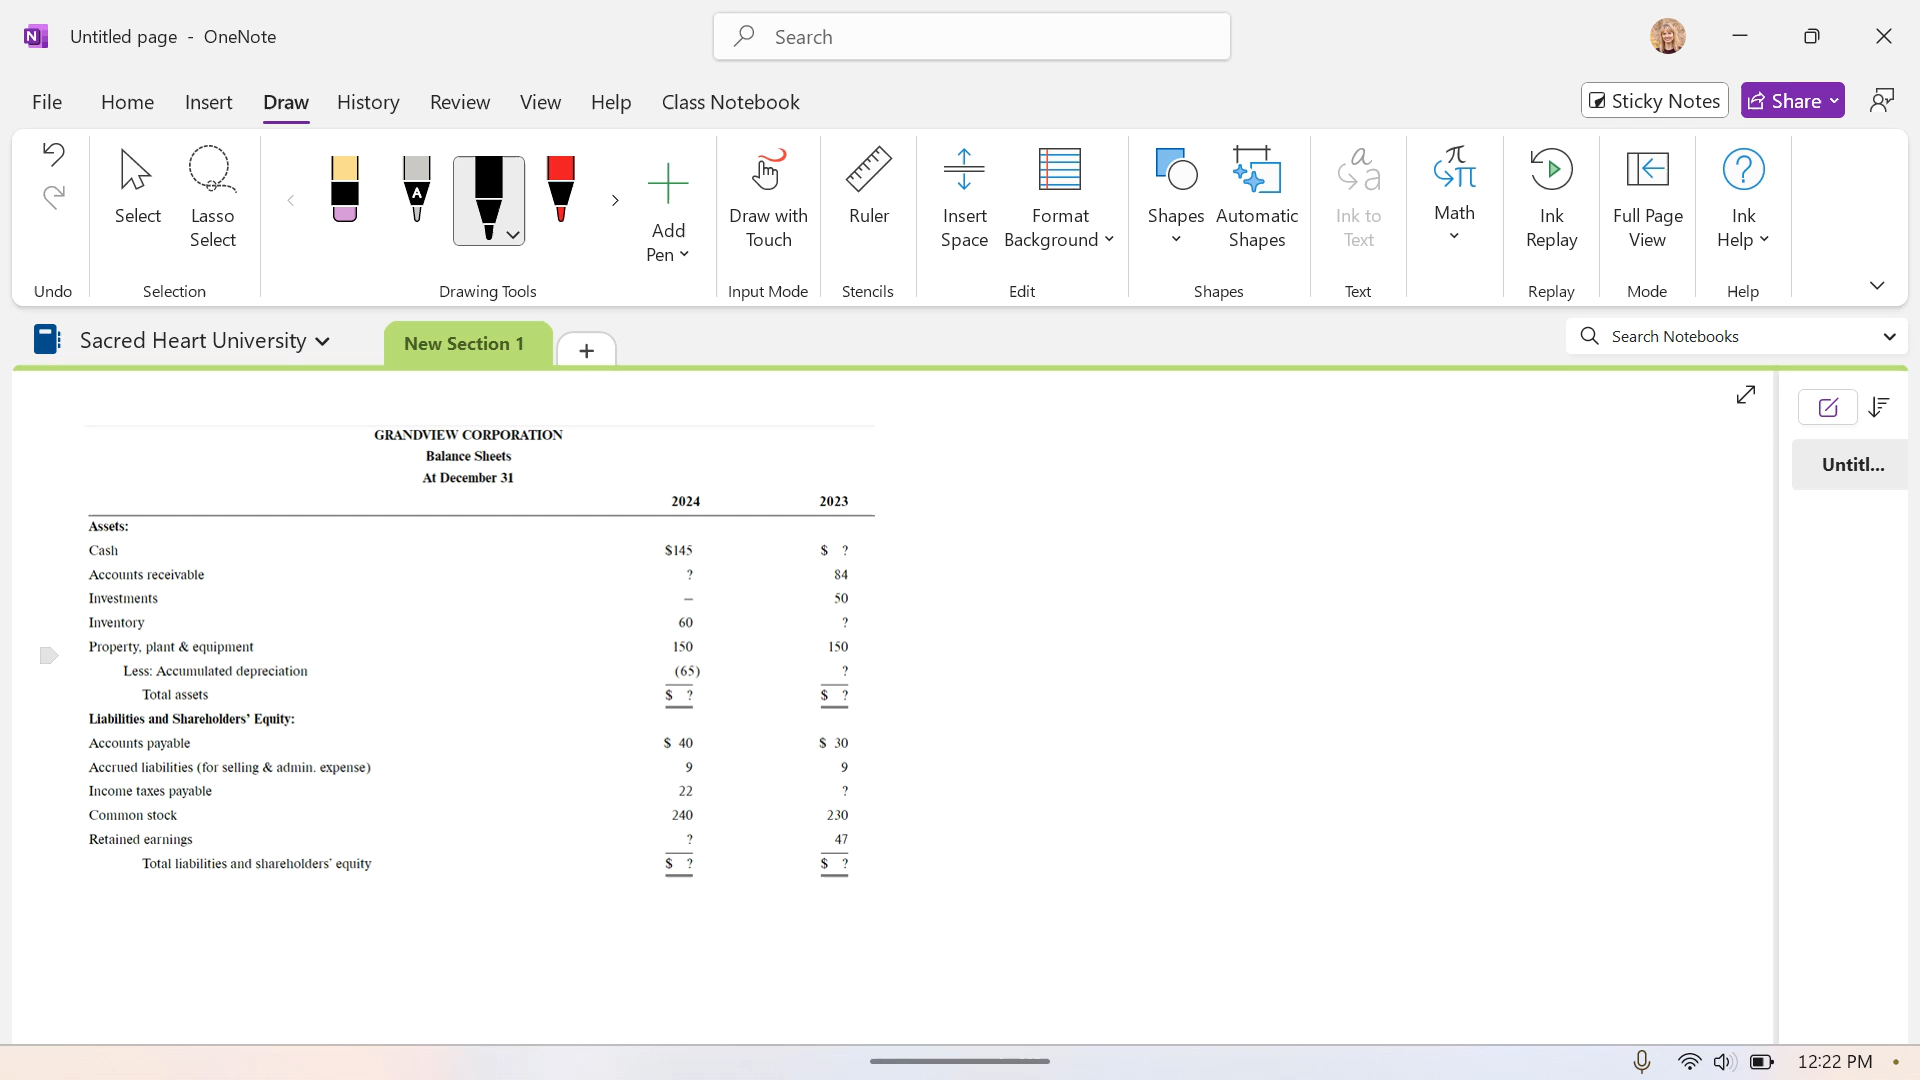 Untitled page - OneNote
Search
File Home Insert Draw History Review View Help Class Notebook
Sticky Notes
Share
Select
Lasso Select
A
Add Pen
Draw with Touch
Ruler
Insert Space
Format Background
Shapes
Automatic Shapes
Ink to Text
Math
Ink Replay
Full Page View
Ink Help
Undo Selection Drawing Tools Input Mode Stencils Edit Shapes Text Replay Mode Help
Sacred Heart University
New Section 1
+
Search Notebooks
Untitl...
GRANDVIEW CORPORATION
Balance Sheets
At December 31
2024 2023
Assets:
Cash $145 $ ?
Accounts receivable ? 84
Investments – 50
Inventory 60 ?
Property, plant & equipment 150 150
Less: Accumulated depreciation (65) ?
Total assets $ ? $ ?
Liabilities and Shareholders' Equity:
Accounts payable $ 40 $ 30
Accrued liabilities (for selling & admin. expense) 9 9
Income taxes payable 22 ?
Common stock 240 230
Retained earnings ? 47
Total liabilities and shareholders' equity $ ? $ ?
12:22 PM